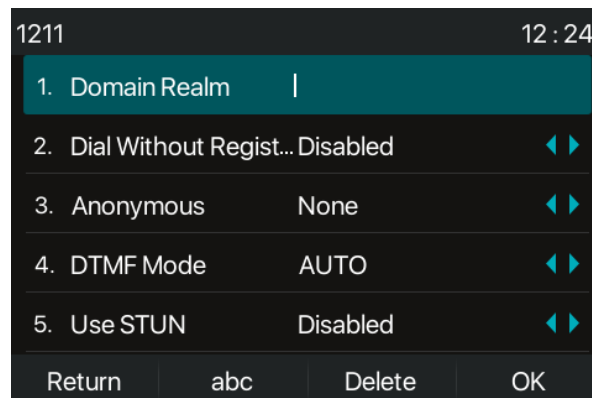 1211 12:24
1. Domain Realm
2. Dial Without Regist... Disabled
3. Anonymous None
4. DTMF Mode AUTO
5. Use STUN Disabled
Return abc Delete OK